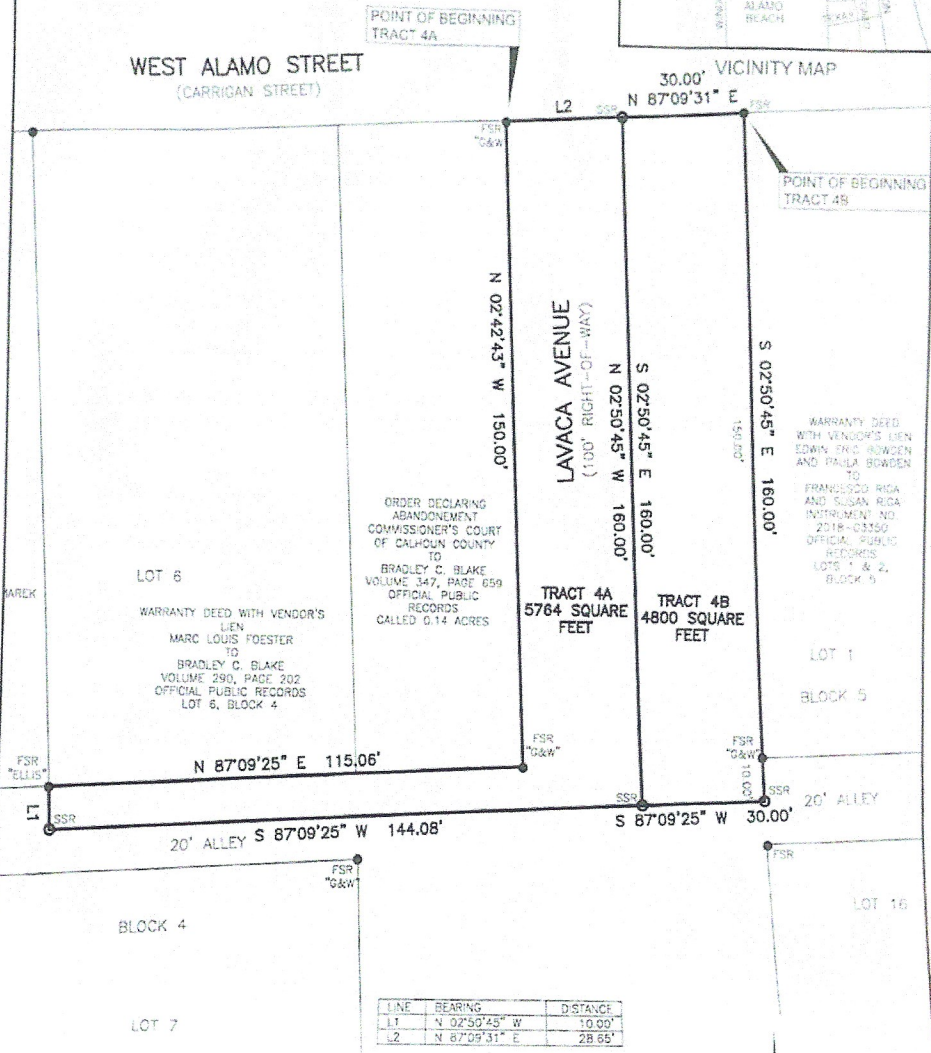 POINT OF BEGINNING
TRACT 4A
ALAMO
BEACH
WEST ALAMO STREET
(CARRIGAN STREET)
VICINITY MAP
30.00'
L2
SSR
N 87°09'31" E
FSR
FSR
"G&W"
POINT OF BEGINNING
TRACT 4B
N 02°42'43" W 150.00'
LAVACA AVENUE
(100' RIGHT-OF-WAY)
N 02°50'45" W 160.00'
S 02°50'45" E 160.00'
150.00'
S 02°50'45" E 160.00'
WARRANTY DEED
WITH VENDOR'S LIEN
EDWIN ERIC BOWDEN
AND PAULA BOWDEN
TO
FRANCESCO RIGA
AND SUSAN RIGA
INSTRUMENT NO
OFFICIAL PUBLIC
RECORDS
LOTS 1 & 2,
BLOCK 5
ORDER DECLARING
ABANDONEMENT
COMMISSIONER'S COURT
OF CALHOUN COUNTY
TO
BRADLEY C. BLAKE
VOLUME 347, PAGE 659
OFFICIAL PUBLIC
RECORDS
CALLED 0.14 ACRES
LOT 6
MAREK
WARRANTY DEED WITH VENDOR'S
LIEN
MARC LOUIS FOESTER
TO
BRADLEY C. BLAKE
VOLUME 290, PAGE 202
OFFICIAL PUBLIC RECORDS
LOT 6, BLOCK 4
TRACT 4A
5764 SQUARE
FEET
TRACT 4B
4800 SQUARE
FEET
LOT 1
BLOCK 5
FSR
"ELLIS"
N 87°09'25" E 115.06'
FSR
"G&W"
FSR
"G&W"
10.00'
L1
SSR
SSR
SSR
20' ALLEY
20' ALLEY
S 87°09'25" W 144.08'
S 87°09'25" W 30.00'
FSR
"G&W"
FSR
LOT 16
BLOCK 4
LOT 7
LINE BEARING DISTANCE
L1 N 02°50'45" W 10.00'
L2 N 87°09'31" E 28.65'